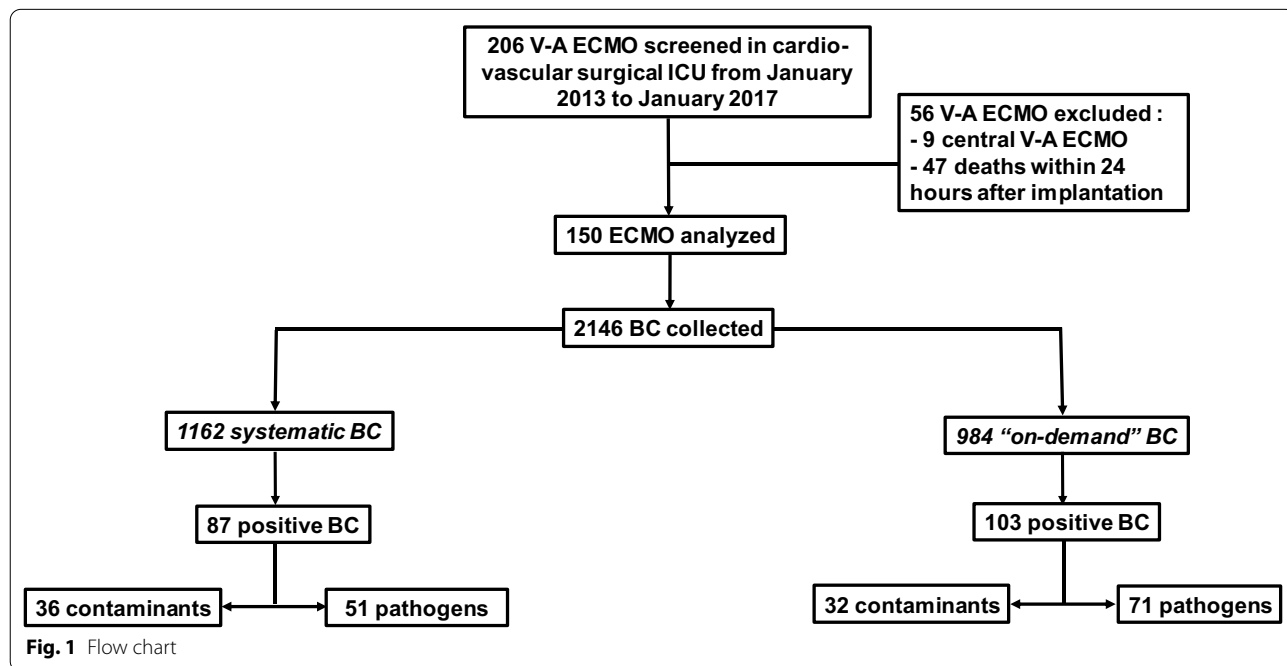 206 V-A ECMO screened in cardio-
vascular surgical ICU from January
2013 to January 2017
56 V-A ECMO excluded :
- 9 central V-A ECMO
- 47 deaths within 24
hours after implantation
150 ECMO analyzed
2146 BC collected
1162 systematic BC
984 “on-demand” BC
87 positive BC
103 positive BC
36 contaminants
51 pathogens
32 contaminants
71 pathogens
Fig. 1 Flow chart